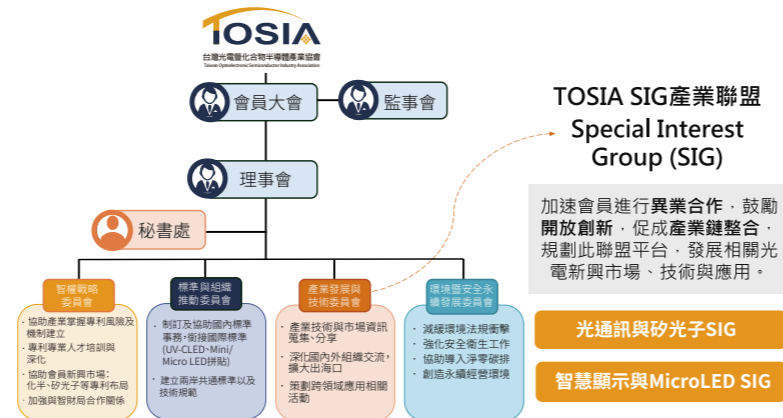 TOSIA
台灣光電暨化合物半導體產業協會
Taiwan Optoelectronic Semiconductor Industry Association
會員大會
監事會
理事會
秘書處
智權戰略
委員會
・協助產業掌握專利風險及
機制建立
・專利專業人才培訓與
深化
・協助會員新興市場:
化半、矽光子等專利布局
・加強與智財局合作關係
標準與組織
推動委員會
・制訂及協助國內標準
事務,銜接國際標準
(UV-CLED、Mini/
Micro LED拼貼)
・建立兩岸共通標準以及
技術規範
產業發展與
技術委員會
・產業技術與市場資訊
蒐集、分享
・深化國內外組織交流,
擴大出海口
・策劃跨領域應用相關
活動
環境暨安全永
續發展委員會
・減緩環境法規衝擊
・強化安全衛生工作
・協助導入淨零碳排
・創造永續經營環境
TOSIA SIG產業聯盟
Special Interest
Group (SIG)
加速會員進行異業合作,鼓勵
開放創新,促成產業鏈整合,
規劃此聯盟平台,發展相關光
電新興市場、技術與應用。
光通訊與矽光子SIG
智慧顯示與MicroLED SIG